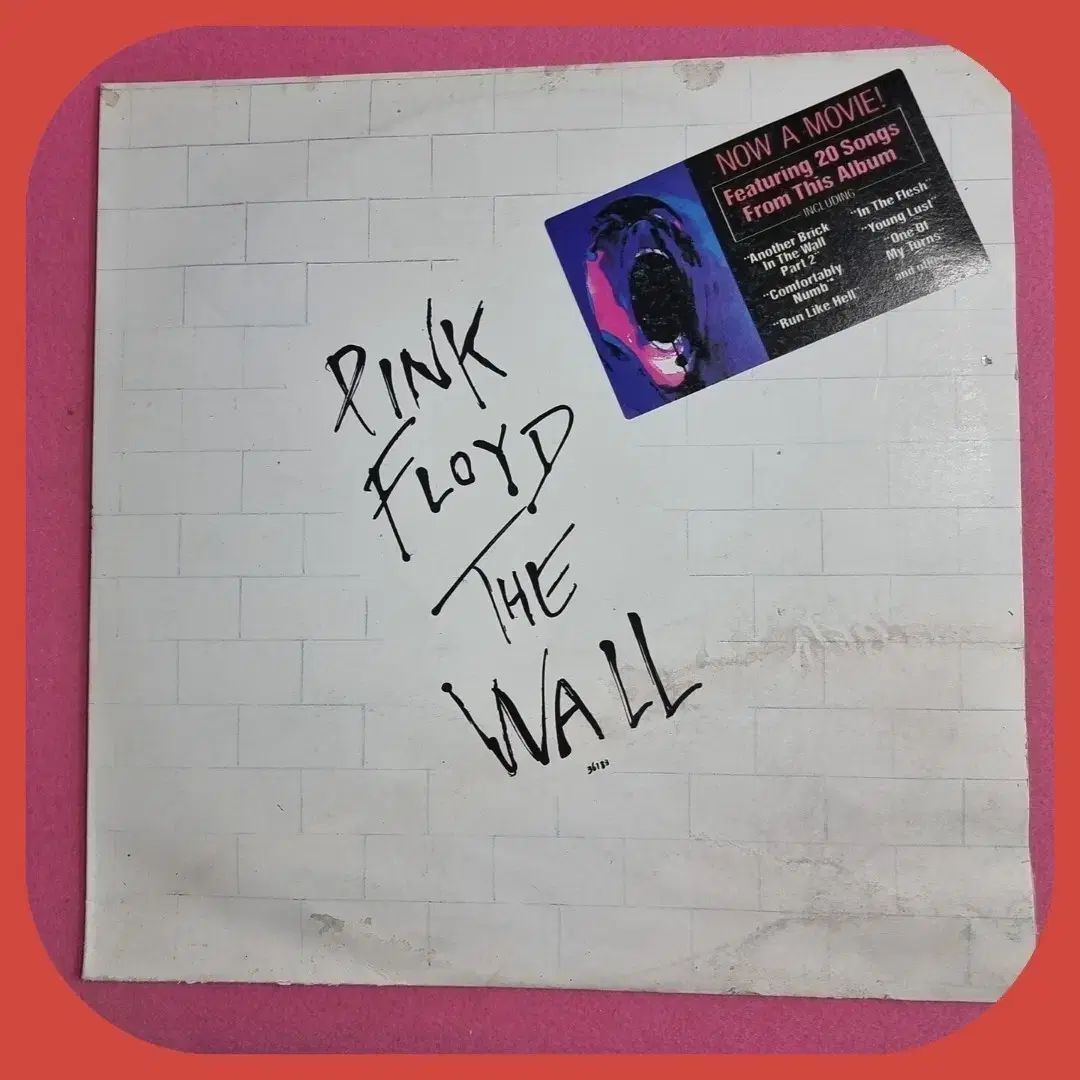 NOW A MOVIE!
Featuring 20 Songs
From This Album
INCLUDING
"Another Brick
In The Wall
Part 2"
"Comfortably
Numb"
"Run Like Hell"
"In The Flesh"
"Young Lust"
"One Of
My Turns"
and
PINK
FLOYD
THE
WALL